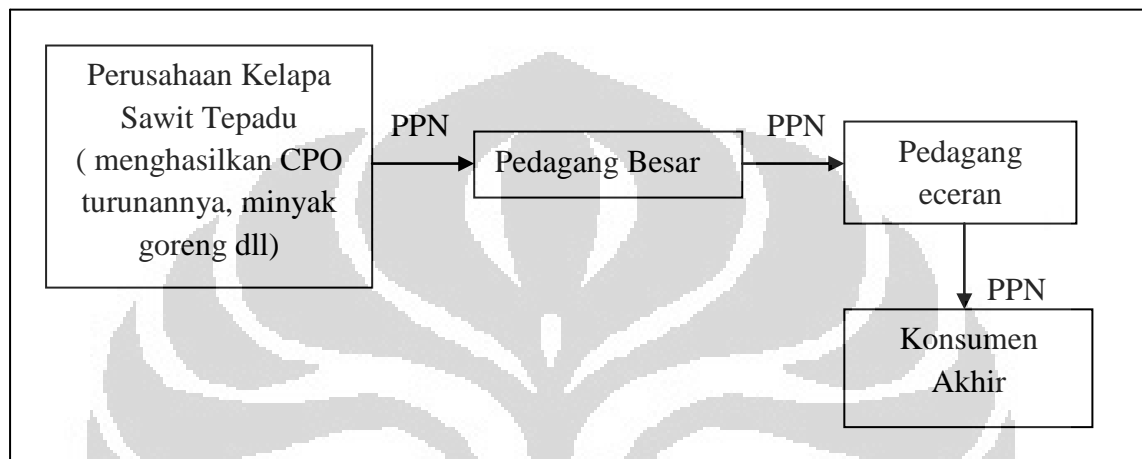 Perusahaan Kelapa
Sawit Tepadu
( menghasilkan CPO
turunannya, minyak
goreng dll)
PPN
Pedagang Besar
PPN
Pedagang
eceran
PPN
Konsumen
Akhir